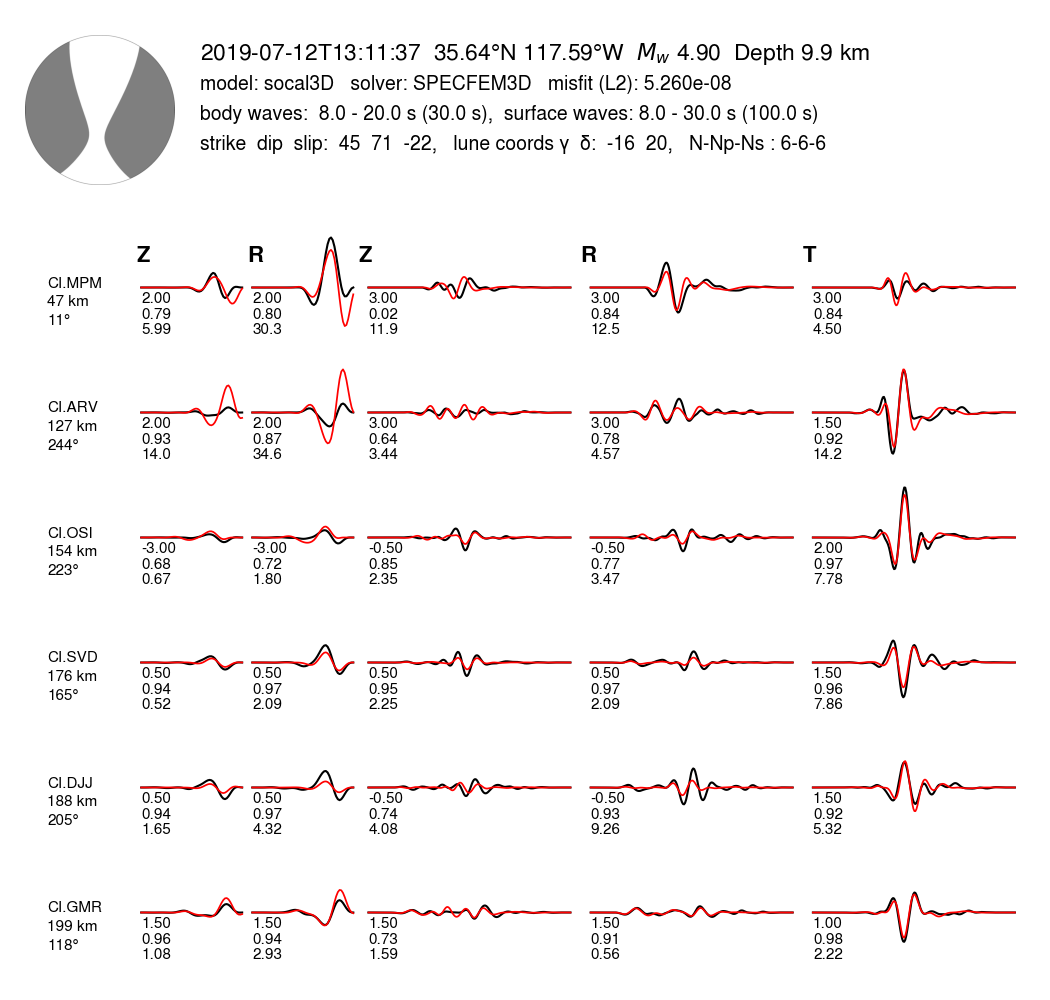 2019-07-12T13:11:37  35.64°N 117.59°W  Mw 4.90  Depth 9.9 km
model: socal3D   solver: SPECFEM3D   misfit (L2): 5.260e-08
body waves:  8.0 - 20.0 s (30.0 s),  surface waves: 8.0 - 30.0 s (100.0 s)
strike  dip  slip:  45  71  -22,   lune coords γ  δ:  -16  20,   N-Np-Ns : 6-6-6
Z R Z R T
CI.MPM
47 km
11°
2.00 2.00 3.00 3.00 3.00
0.79 0.80 0.02 0.84 0.84
5.99 30.3 11.9 12.5 4.50
CI.ARV
127 km
244°
2.00 2.00 3.00 3.00 1.50
0.93 0.87 0.64 0.78 0.92
14.0 34.6 3.44 4.57 14.2
CI.OSI
154 km
223°
-3.00 -3.00 -0.50 -0.50 2.00
0.68 0.72 0.85 0.77 0.97
0.67 1.80 2.35 3.47 7.78
CI.SVD
176 km
165°
0.50 0.50 0.50 0.50 1.50
0.94 0.97 0.95 0.97 0.96
0.52 2.09 2.25 2.09 7.86
CI.DJJ
188 km
205°
0.50 0.50 -0.50 -0.50 1.50
0.94 0.97 0.74 0.93 0.92
1.65 4.32 4.08 9.26 5.32
CI.GMR
199 km
118°
1.50 1.50 1.50 1.50 1.00
0.96 0.94 0.73 0.91 0.98
1.08 2.93 1.59 0.56 2.22